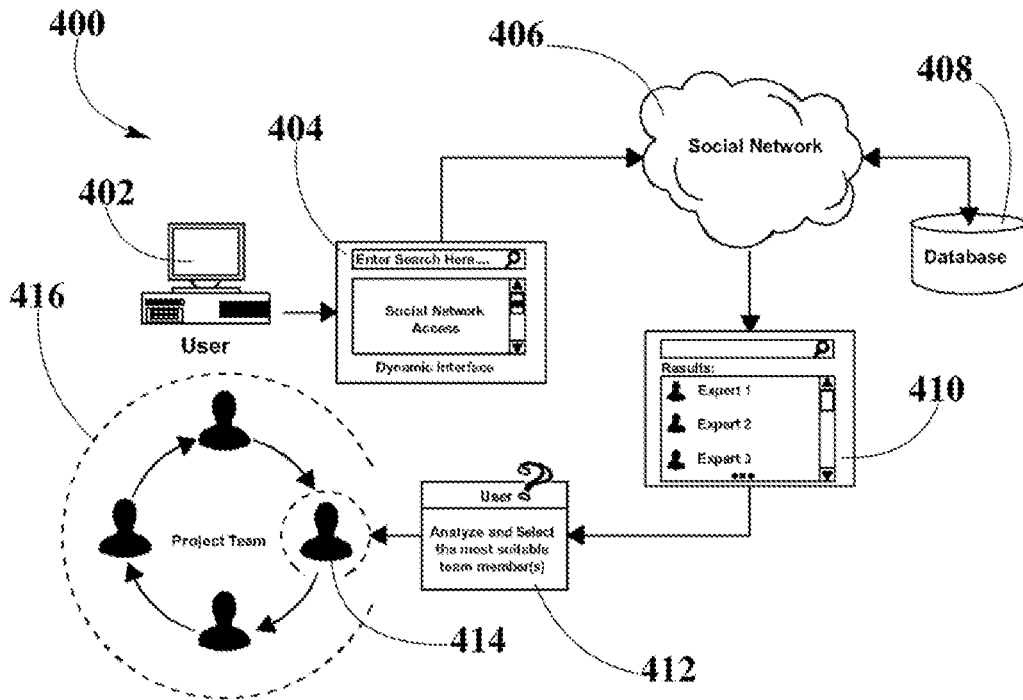 400
406
408
404
Social Network
402
Enter Search Here....
Database
416
Social Network
Access
User
Dynamic Interface
Results:
Expert 1
410
Expert 2
Expert 3
User
Project Team
Analyze and Select
the most suitable
team member(s)
414
412